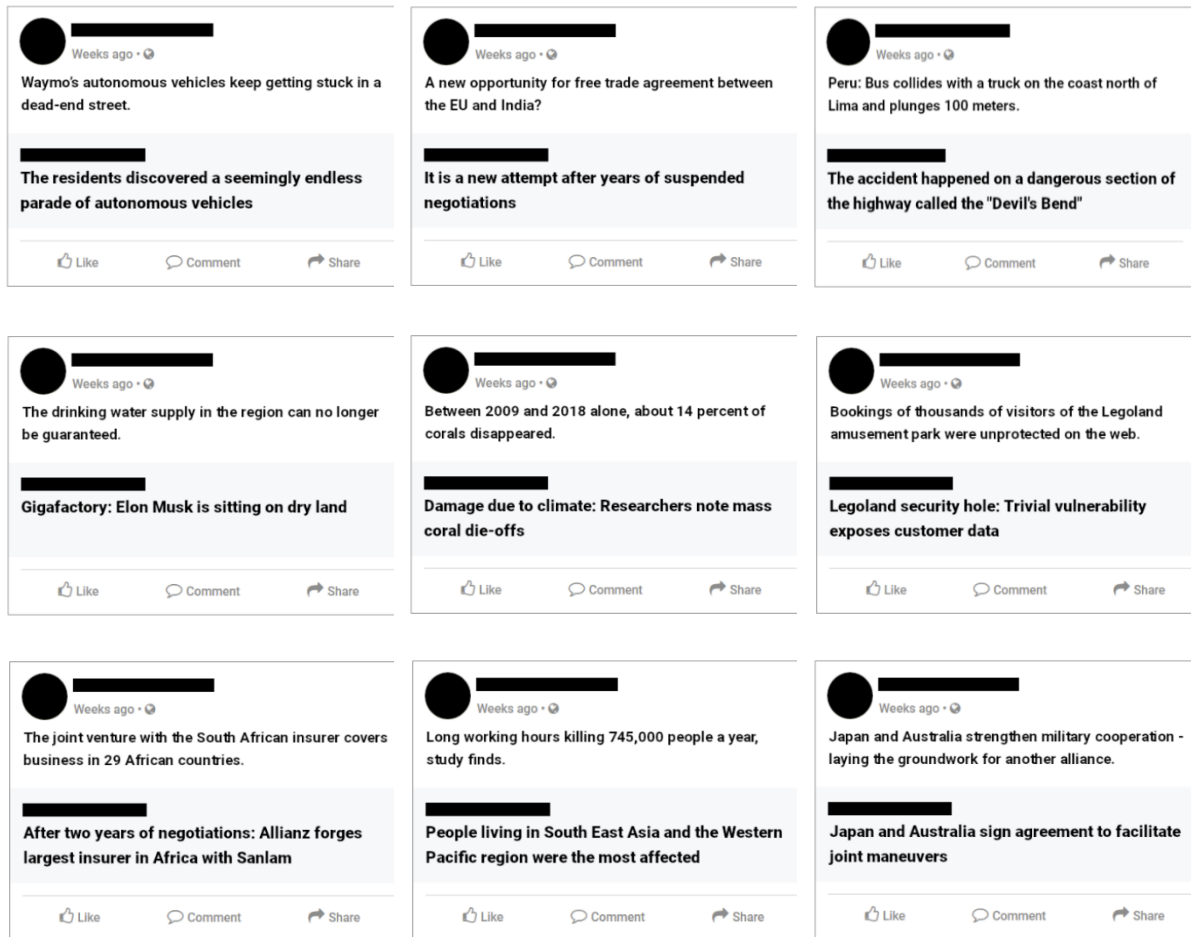 Weeks ago •
Waymo's autonomous vehicles keep getting stuck in a
dead-end street.
The residents discovered a seemingly endless
parade of autonomous vehicles
Like Comment Share
Weeks ago •
A new opportunity for free trade agreement between
the EU and India?
It is a new attempt after years of suspended
negotiations
Like Comment Share
Weeks ago •
Peru: Bus collides with a truck on the coast north of
Lima and plunges 100 meters.
The accident happened on a dangerous section of
the highway called the "Devil's Bend"
Like Comment Share
Weeks ago •
The drinking water supply in the region can no longer
be guaranteed.
Gigafactory: Elon Musk is sitting on dry land
Like Comment Share
Weeks ago •
Between 2009 and 2018 alone, about 14 percent of
corals disappeared.
Damage due to climate: Researchers note mass
coral die-offs
Like Comment Share
Weeks ago •
Bookings of thousands of visitors of the Legoland
amusement park were unprotected on the web.
Legoland security hole: Trivial vulnerability
exposes customer data
Like Comment Share
Weeks ago •
The joint venture with the South African insurer covers
business in 29 African countries.
After two years of negotiations: Allianz forges
largest insurer in Africa with Sanlam
Like Comment Share
Weeks ago •
Long working hours killing 745,000 people a year,
study finds.
People living in South East Asia and the Western
Pacific region were the most affected
Like Comment Share
Weeks ago •
Japan and Australia strengthen military cooperation -
laying the groundwork for another alliance.
Japan and Australia sign agreement to facilitate
joint maneuvers
Like Comment Share